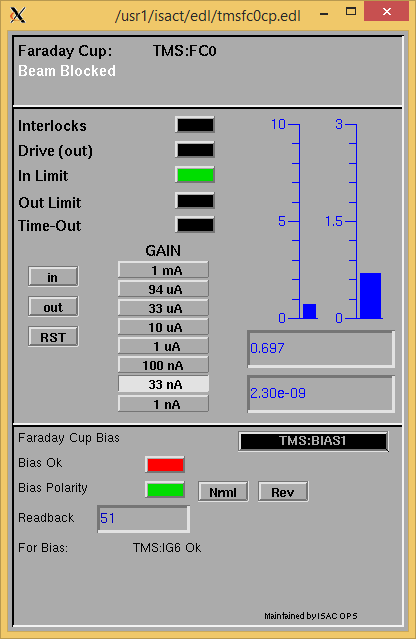 /usr1/isact/edl/tmsfc0cp.edl
Faraday Cup: TMS:FC0
Beam Blocked
Interlocks
Drive (out)
In Limit
Out Limit
Time-Out
10 3
5 1.5
0 0
GAIN
1 mA
94 uA
33 uA
10 uA
1 uA
100 nA
33 nA
1 nA
in
out
RST
0.697
2.30e-09
Faraday Cup Bias TMS:BIAS1
Bias Ok
Bias Polarity Nrml Rev
Readback 51
For Bias: TMS:IG6 Ok
Maintained by ISAC OPS